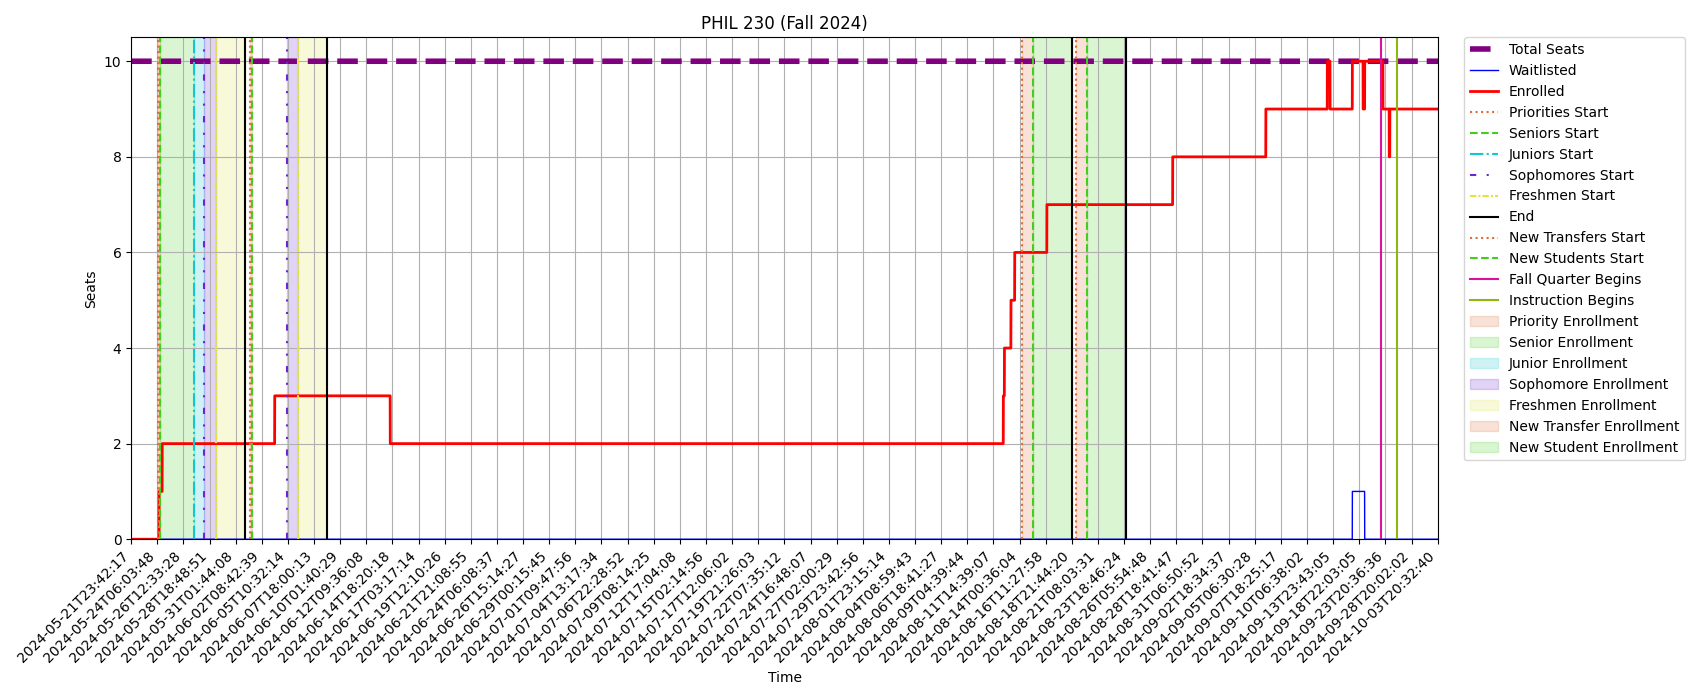 PHIL 230 (Fall 2024)
Total Seats
Waitlisted
Enrolled
Priorities Start
Seniors Start
Juniors Start
Sophomores Start
Freshmen Start
End
New Transfers Start
New Students Start
Fall Quarter Begins
Instruction Begins
Priority Enrollment
Senior Enrollment
Junior Enrollment
Sophomore Enrollment
Freshmen Enrollment
New Transfer Enrollment
New Student Enrollment
Seats
10
8
6
4
2
0
2024-05-21T23:42:17
2024-05-24T06:03:48
2024-05-26T12:33:28
2024-05-28T18:48:51
2024-05-31T01:44:08
2024-06-02T08:42:39
2024-06-05T10:32:14
2024-06-07T18:00:13
2024-06-10T01:40:29
2024-06-12T09:36:08
2024-06-14T18:20:18
2024-06-17T03:17:14
2024-06-19T12:10:26
2024-06-21T21:08:55
2024-06-24T06:08:37
2024-06-26T15:14:27
2024-06-29T00:15:45
2024-07-01T09:47:56
2024-07-04T13:17:34
2024-07-06T22:28:52
2024-07-09T08:14:25
2024-07-12T17:04:08
2024-07-15T02:14:56
2024-07-17T12:06:02
2024-07-19T21:26:03
2024-07-22T07:35:12
2024-07-24T16:48:07
2024-07-27T02:00:29
2024-07-29T23:42:56
2024-08-01T23:15:14
2024-08-04T08:59:43
2024-08-06T18:41:27
2024-08-09T04:39:44
2024-08-11T14:39:07
2024-08-14T00:36:04
2024-08-16T11:27:58
2024-08-18T21:44:20
2024-08-21T08:03:31
2024-08-23T18:46:24
2024-08-26T05:54:48
2024-08-28T18:41:47
2024-08-31T06:50:52
2024-09-02T18:34:37
2024-09-05T06:30:28
2024-09-07T18:25:17
2024-09-10T06:38:02
2024-09-13T23:43:05
2024-09-18T22:03:05
2024-09-23T20:36:36
2024-09-28T20:02:02
2024-10-03T20:32:40
Time